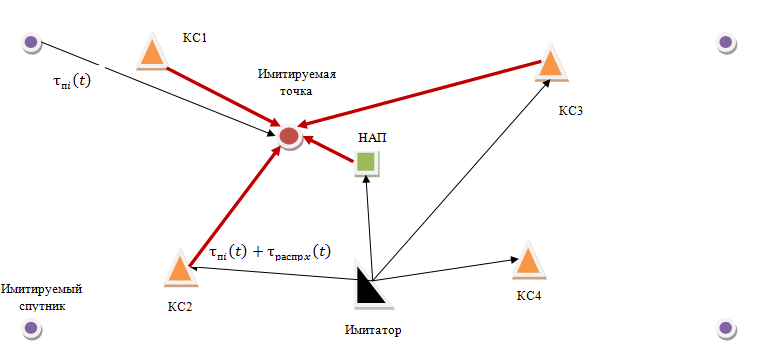 КС1
Имитируемая
точка
τпi(t)
КС3
НАП
τпi(t) + τраспрx(t)
Имитируемый
спутник
КС2
КС4
Имитатор